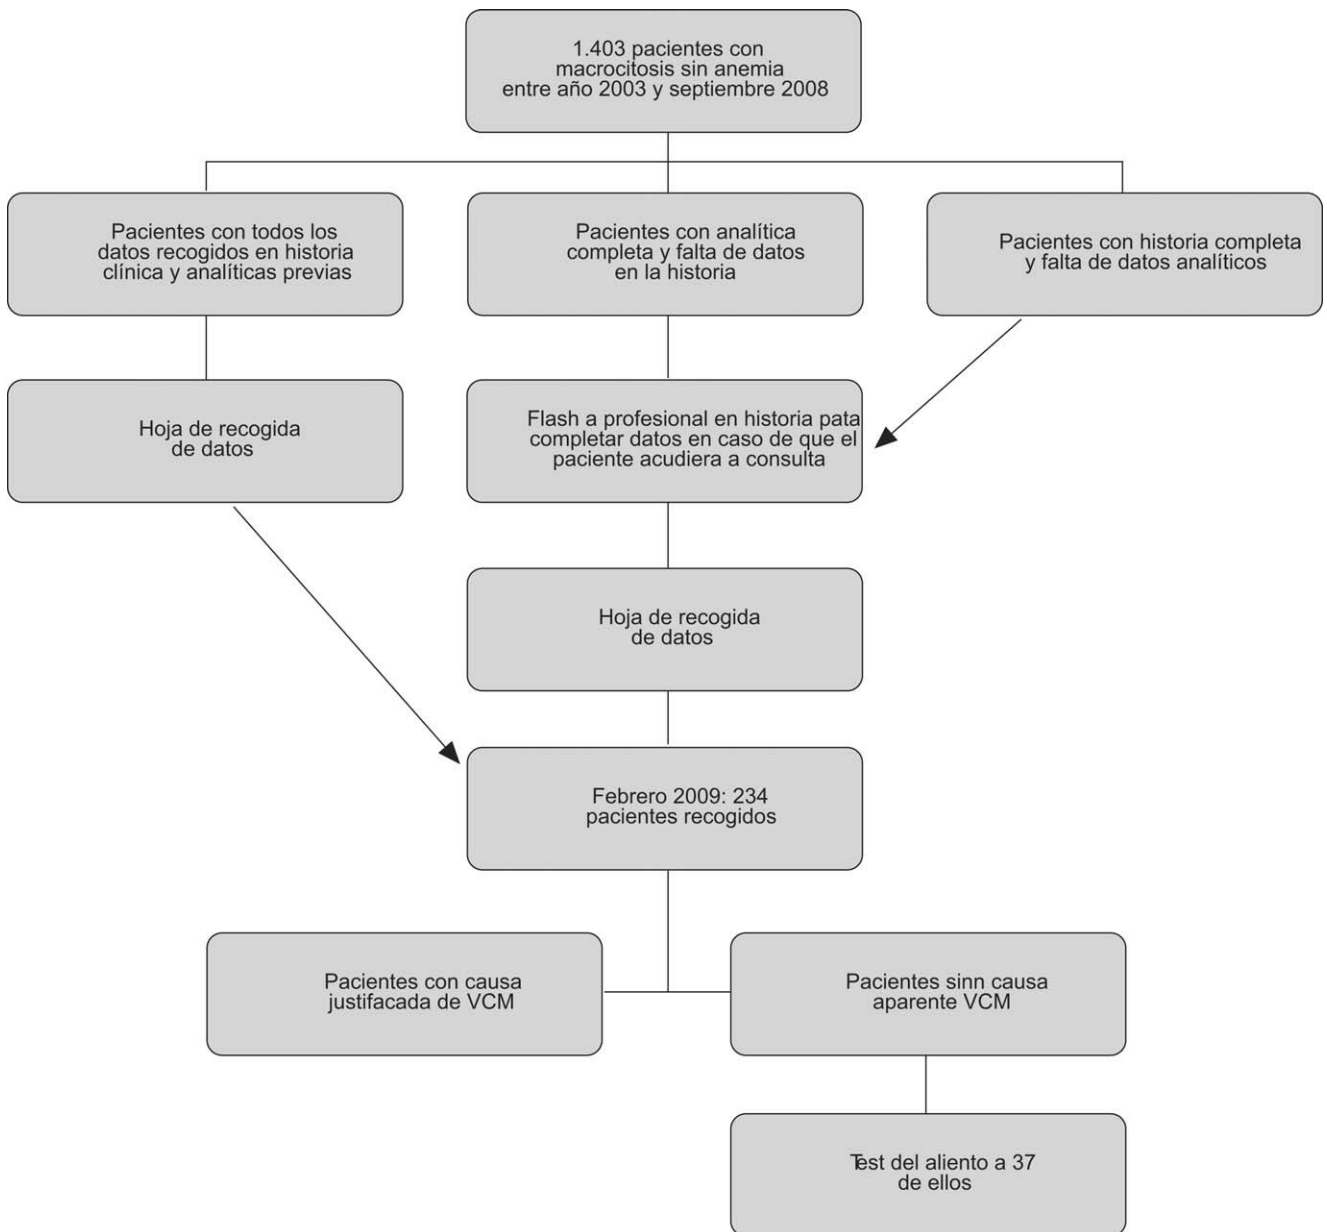 1.403 pacientes con
macrocitosis sin anemia
entre año 2003 y septiembre 2008
Pacientes con todos los
datos recogidos en historia
clínica y analíticas previas
Pacientes con analítica
completa y falta de datos
en la historia
Pacientes con historia completa
y falta de datos analíticos
Hoja de recogida
de datos
Flash a profesional en historia pata
completar datos en caso de que el
paciente acudiera a consulta
Hoja de recogida
de datos
Febrero 2009: 234
pacientes recogidos
Pacientes con causa
justifacada de VCM
Pacientes sinn causa
aparente VCM
Test del aliento a 37
de ellos